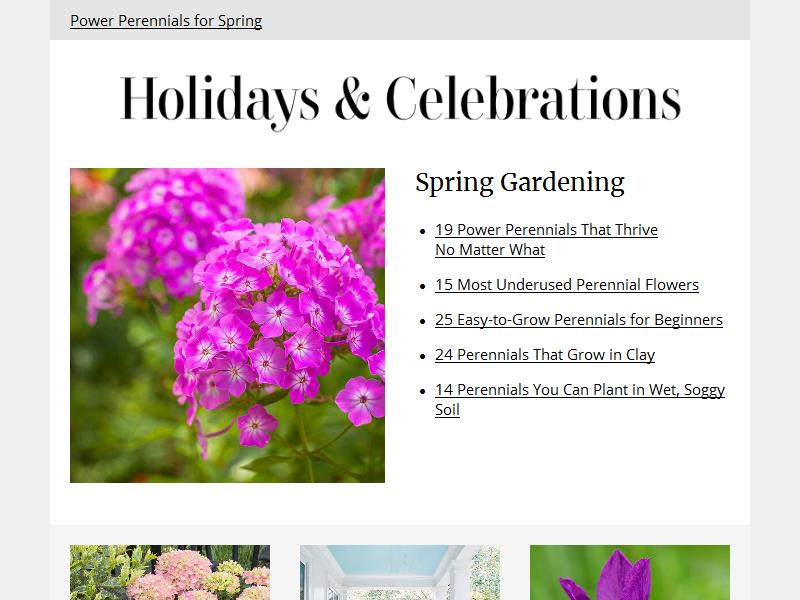 Power Perennials for Spring
Holidays & Celebrations
Spring Gardening
19 Power Perennials That Thrive
No Matter What
15 Most Underused Perennial Flowers
25 Easy-to-Grow Perennials for Beginners
24 Perennials That Grow in Clay
14 Perennials You Can Plant in Wet, Soggy
Soil